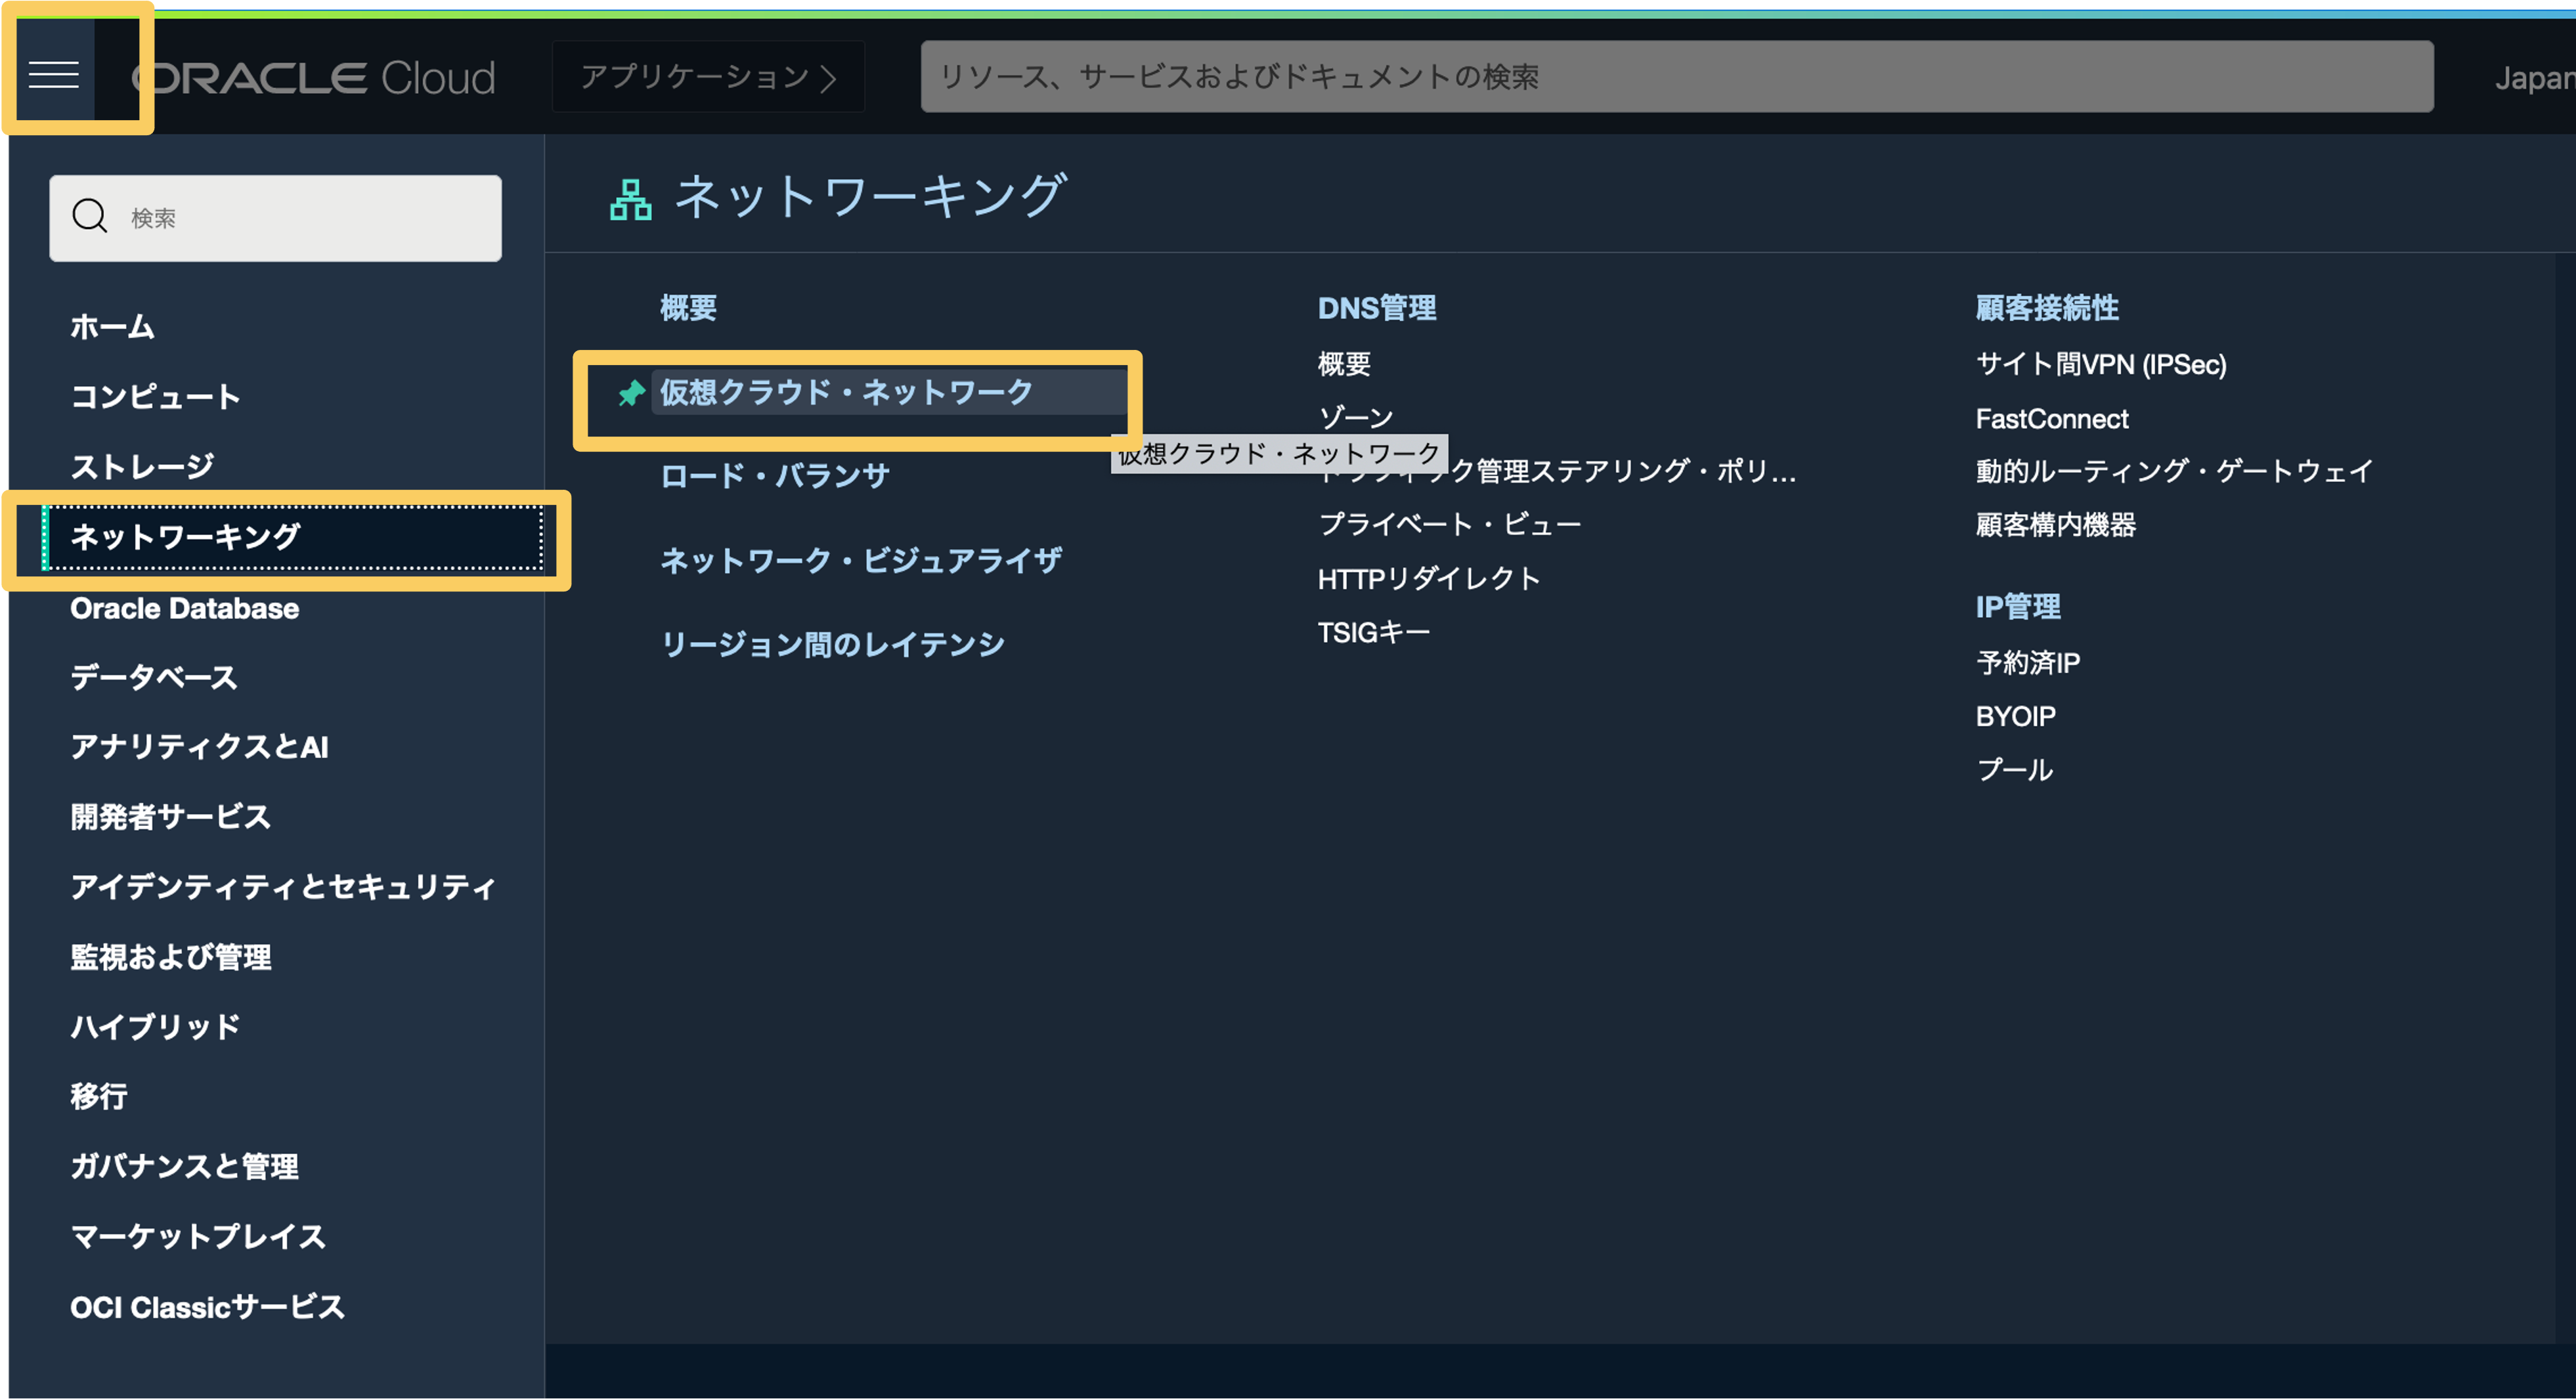 ORACLE Cloud
アプリケーション
リソース、サービスおよびドキュメントの検索
Japan
検索
ホーム
コンピュート
ストレージ
ネットワーキング
Oracle Database
データベース
アナリティクスとAI
開発者サービス
アイデンティティとセキュリティ
監視および管理
ハイブリッド
移行
ガバナンスと管理
マーケットプレイス
OCI Classicサービス
ネットワーキング
概要
仮想クラウド・ネットワーク
仮想クラウド・ネットワーク
ロード・バランサ
ネットワーク・ビジュアライザ
リージョン間のレイテンシ
DNS管理
概要
ゾーン
トラフィック管理ステアリング・ポリ...
プライベート・ビュー
HTTPリダイレクト
TSIGキー
顧客接続性
サイト間VPN (IPSec)
FastConnect
動的ルーティング・ゲートウェイ
顧客構内機器
IP管理
予約済IP
BYOIP
プール